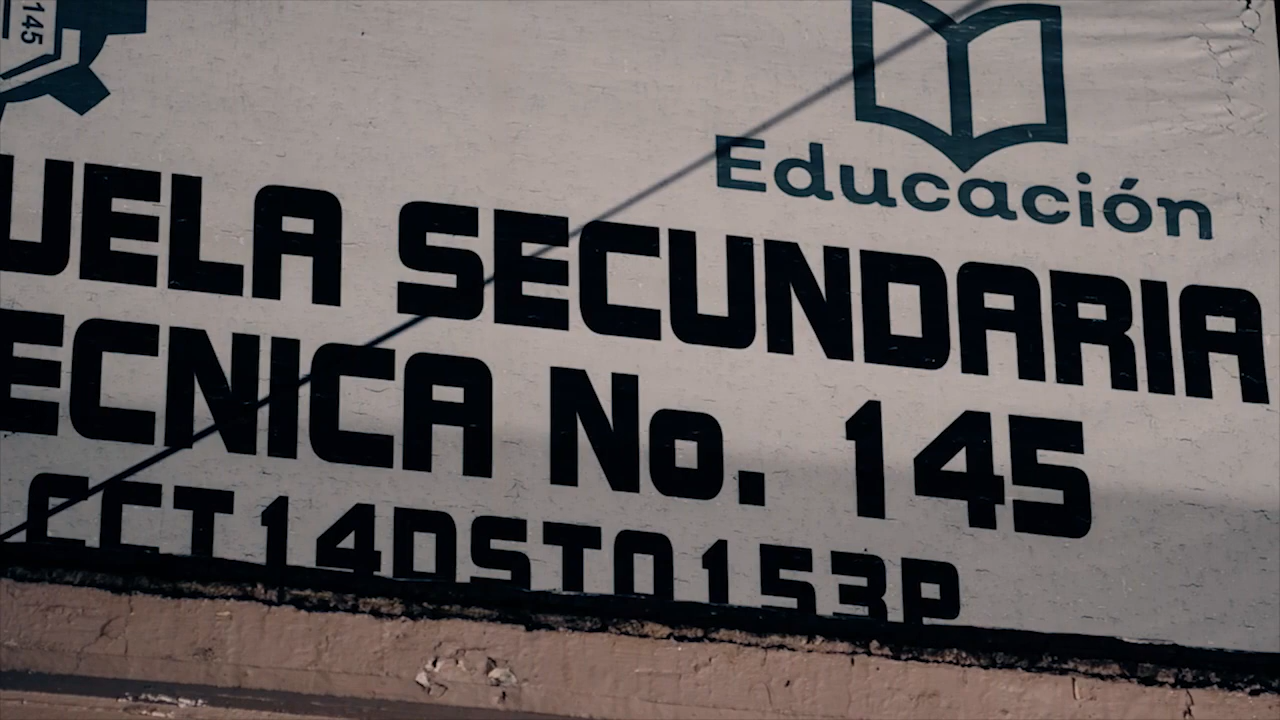 145
Educación
UELA SECUNDARIA
ECNICA No. 145
CCT14DST0153P